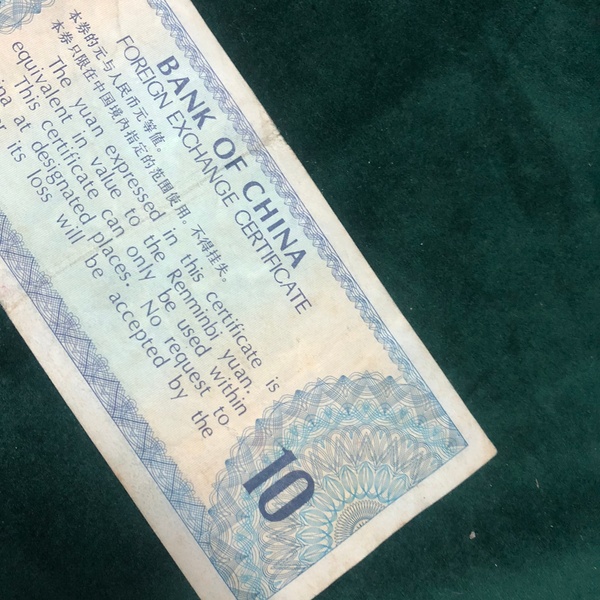 BANK OF CHINA
FOREIGN EXCHANGE CERTIFICATE
本券的元与人民币元等值。
本券只限在中国境内指定的范围使用。不得挂失。
The yuan expressed in this certificate is
equivalent in value to the Renminbi yuan.
This certificate can only be used within
na at designated places. No request to
r its loss will be accepted by the
10